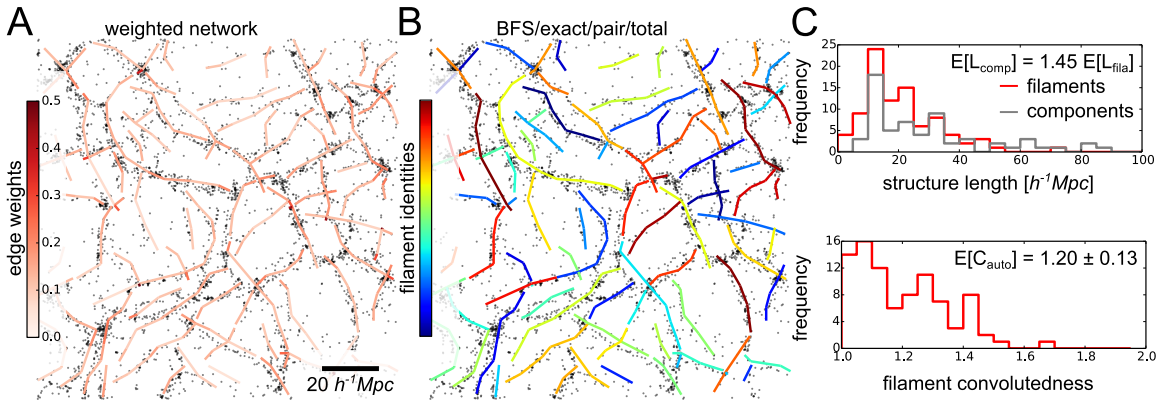 A
weighted network
edge weights
0.5
0.4
0.3
0.2
0.1
0.0
20 h⁻¹Mpc
B
BFS/exact/pair/total
filament identities
C
frequency
25
20
15
10
5
0
E[L_comp] = 1.45 E[L_fila]
filaments
components
0 20 40 60 80 100
structure length [h⁻¹Mpc]
frequency
16
12
8
4
0
E[C_auto] = 1.20 ± 0.13
1.0 1.2 1.4 1.6 1.8 2.0
filament convolutedness